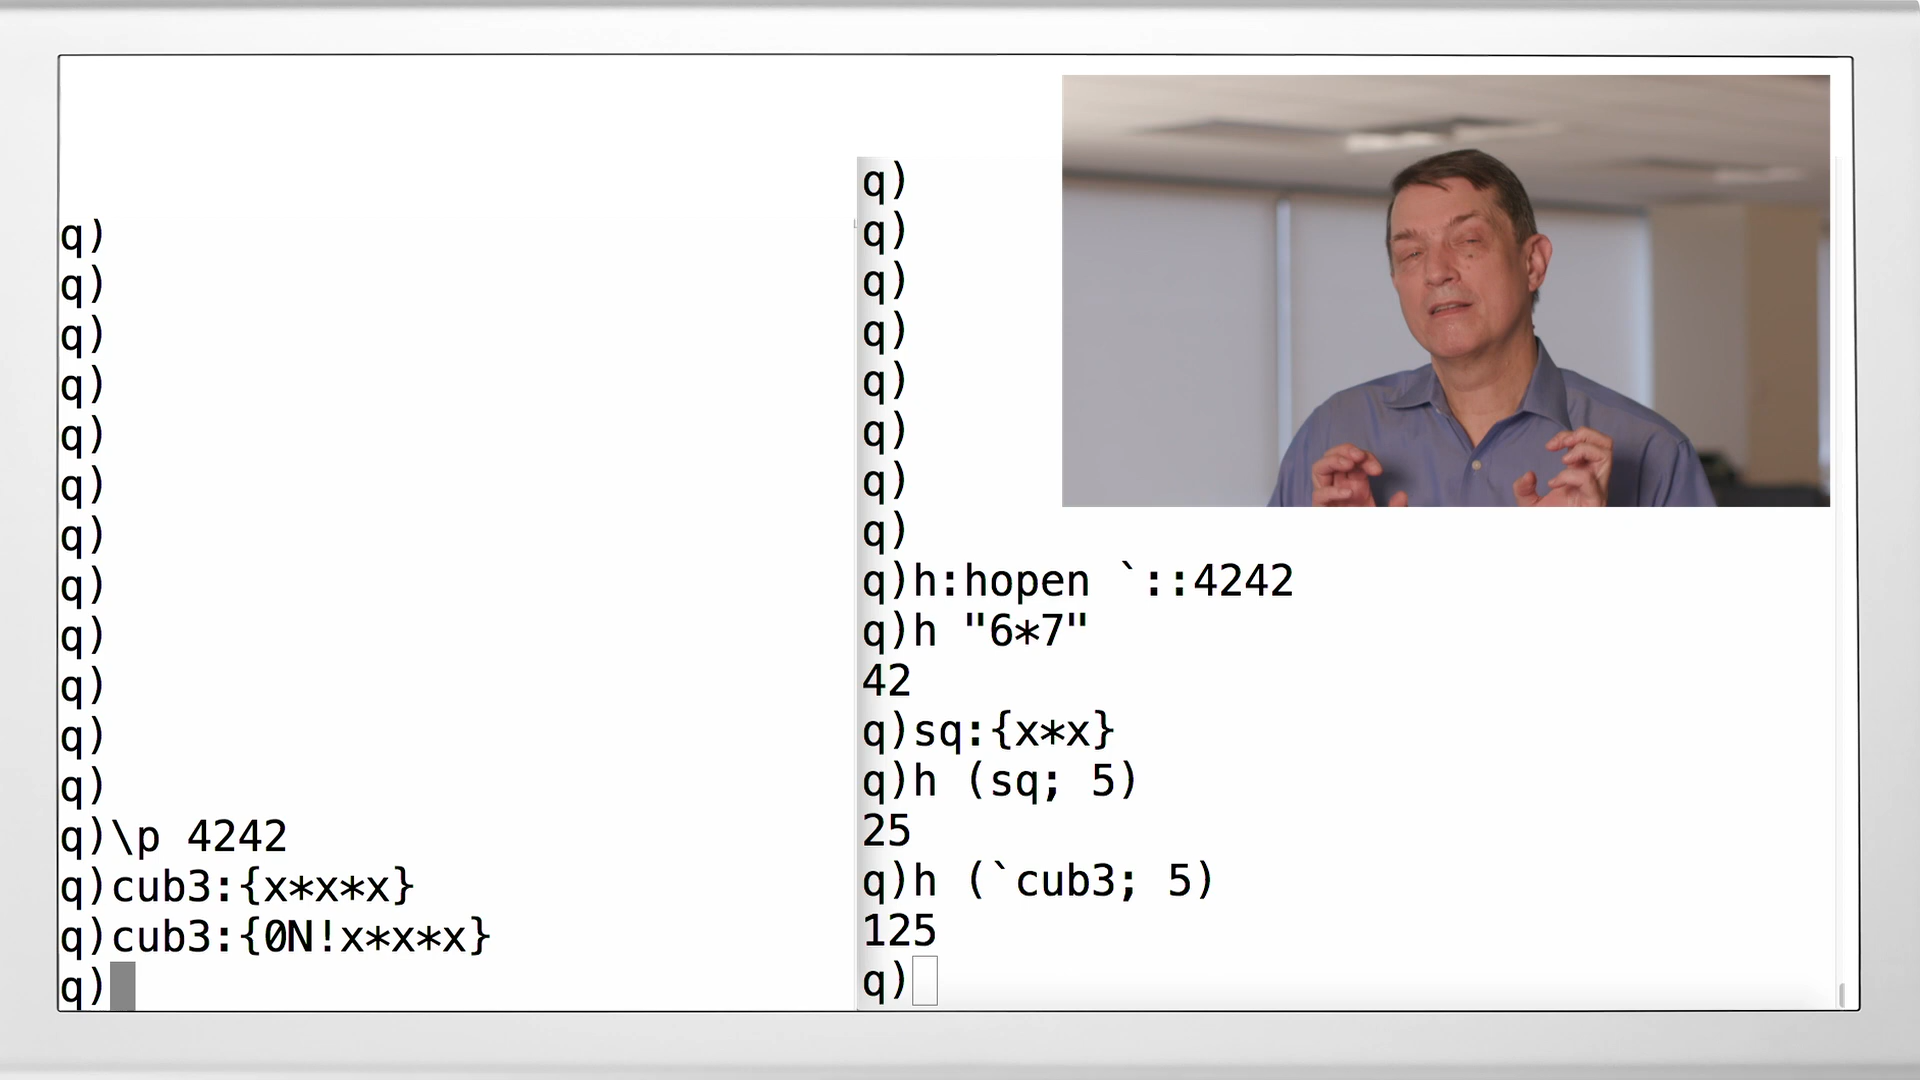 q)
q)
q)
q)
q)
q)
q)
q)
q)
q)
q)
q)
q)\p 4242
q)cub3:{x*x*x}
q)cub3:{0N!x*x*x}
q)
q)
q)
q)
q)
q)
q)
q)
q)
q)h:hopen `::4242
q)h "6*7"
42
q)sq:{x*x}
q)h (sq; 5)
25
q)h (`cub3; 5)
125
q)